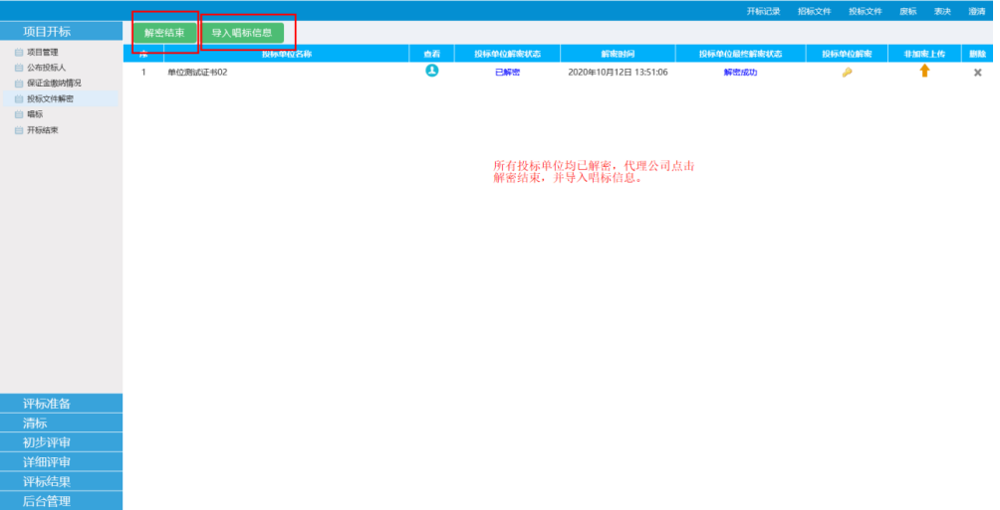 开标记录 招标文件 投标文件 废标 表决 澄清
项目开标
解密结束 导入唱标信息
项目管理
公布投标人
保证金缴纳情况
投标文件解密
唱标
开标结束
序 投标单位名称 查看 投标单位解密状态 解密时间 投标单位最终解密状态 投标单位解密 非加密上传 删除
1 单位测试证书02 已解密 2020年10月12日 13:51:06 解密成功
所有投标单位均已解密，代理公司点击
解密结束，并导入唱标信息。
评标准备
清标
初步评审
详细评审
评标结果
后台管理